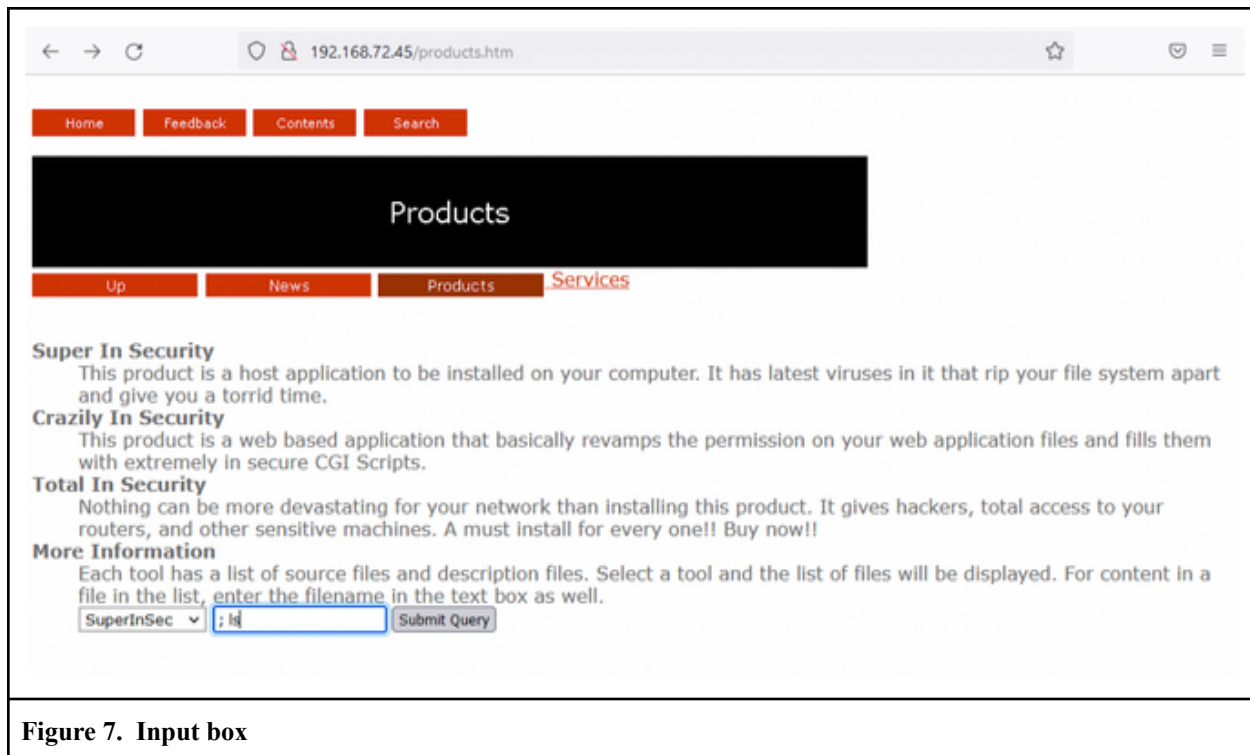 192.168.72.45/products.htm
Home Feedback Contents Search
Products
Up News Products Services
Super In Security
This product is a host application to be installed on your computer. It has latest viruses in it that rip your file system apart
and give you a torrid time.
Crazily In Security
This product is a web based application that basically revamps the permission on your web application files and fills them
with extremely in secure CGI Scripts.
Total In Security
Nothing can be more devastating for your network than installing this product. It gives hackers, total access to your
routers, and other sensitive machines. A must install for every one!! Buy now!!
More Information
Each tool has a list of source files and description files. Select a tool and the list of files will be displayed. For content in a
file in the list, enter the filename in the text box as well.
SuperInSec ; ls Submit Query
Figure 7. Input box